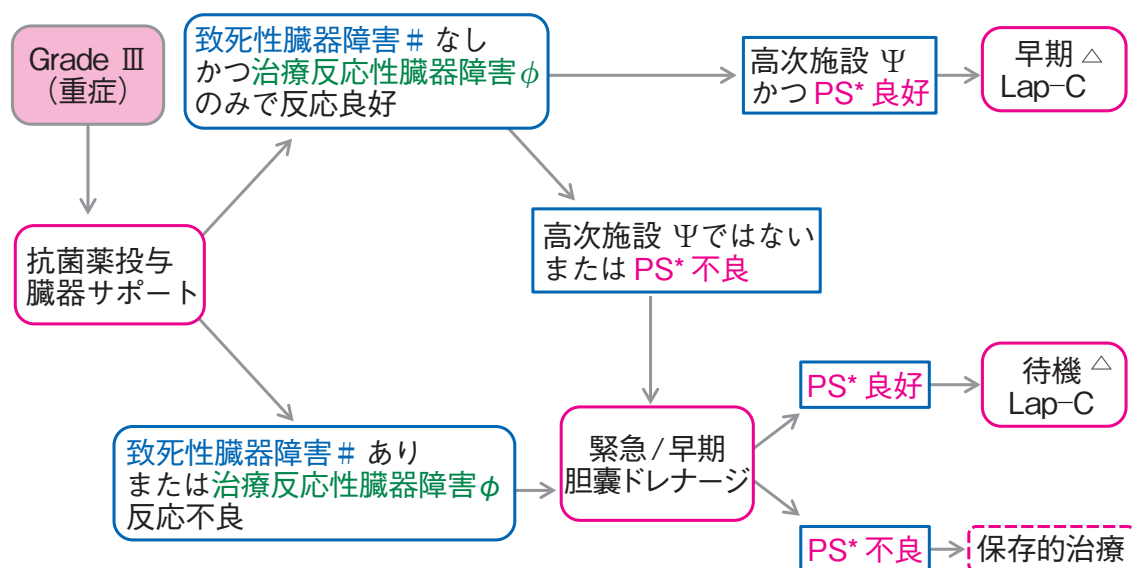 Grade Ⅲ
（重症）
致死性臓器障害＃ なし
かつ治療反応性臓器障害φ
のみで反応良好
高次施設 Ψ
かつ PS* 良好
早期 △
Lap-C
抗菌薬投与
臓器サポート
高次施設 Ψではない
または PS* 不良
致死性臓器障害＃ あり
または治療反応性臓器障害φ
反応不良
緊急/早期
胆嚢ドレナージ
PS* 良好
待機 △
Lap-C
PS* 不良
保存的治療